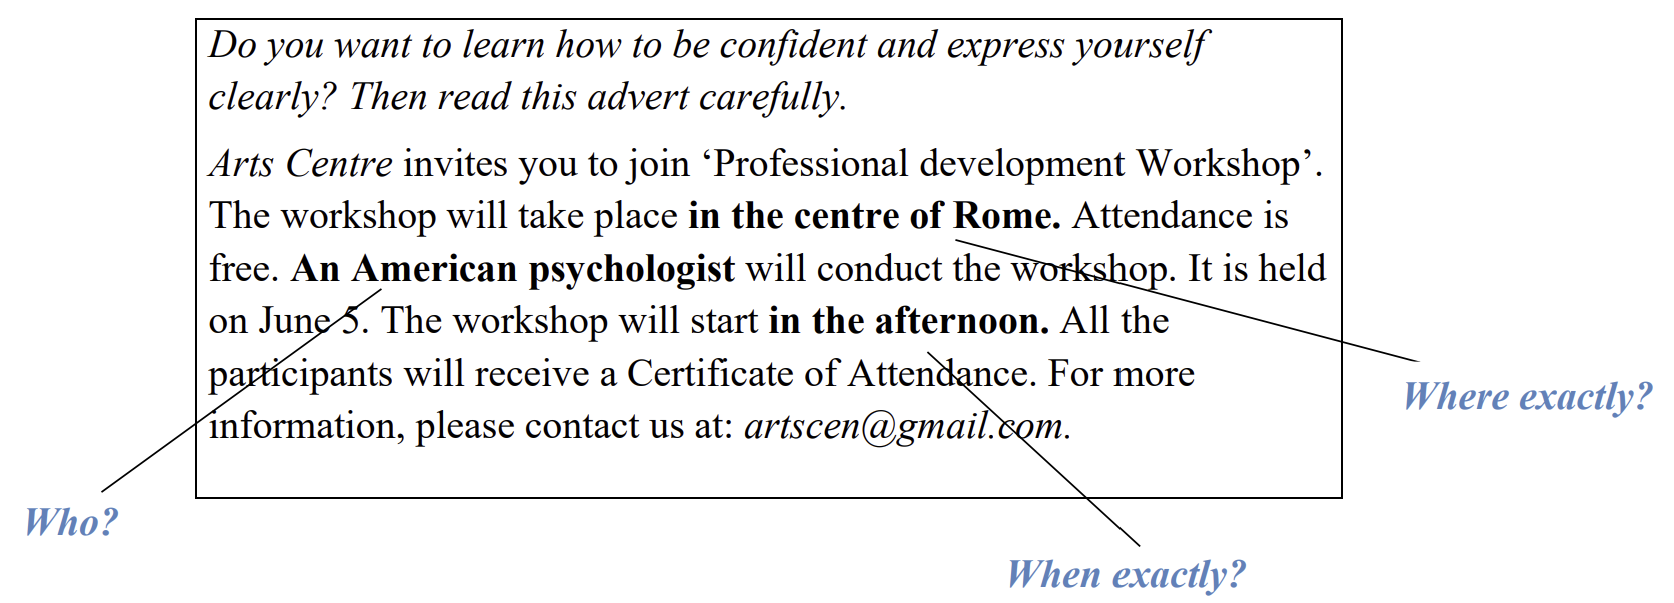 Do you want to learn how to be confident and express yourself
clearly? Then read this advert carefully.
Arts Centre invites you to join ‘Professional development Workshop’.
The workshop will take place in the centre of Rome. Attendance is
free. An American psychologist will conduct the workshop. It is held
on June 5. The workshop will start in the afternoon. All the
participants will receive a Certificate of Attendance. For more
information, please contact us at: artscen@gmail.com.
Where exactly?
Who?
When exactly?